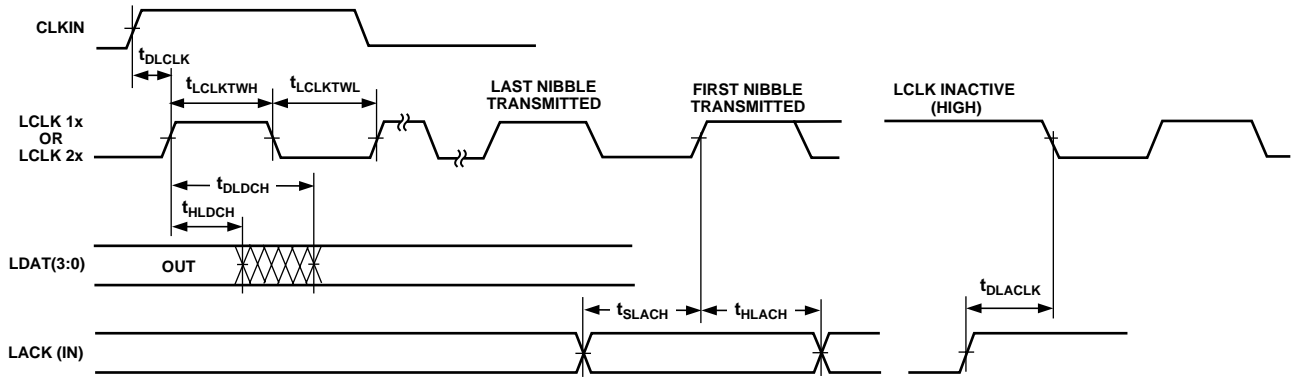 CLKIN
tDLCLK
tLCLKTWH
tLCLKTWL
LAST NIBBLE
TRANSMITTED
FIRST NIBBLE
TRANSMITTED
LCLK INACTIVE
(HIGH)
LCLK 1x
OR
LCLK 2x
tDLDCH
tHLDCH
LDAT(3:0)
OUT
tDLACLK
tSLACH
tHLACH
LACK (IN)